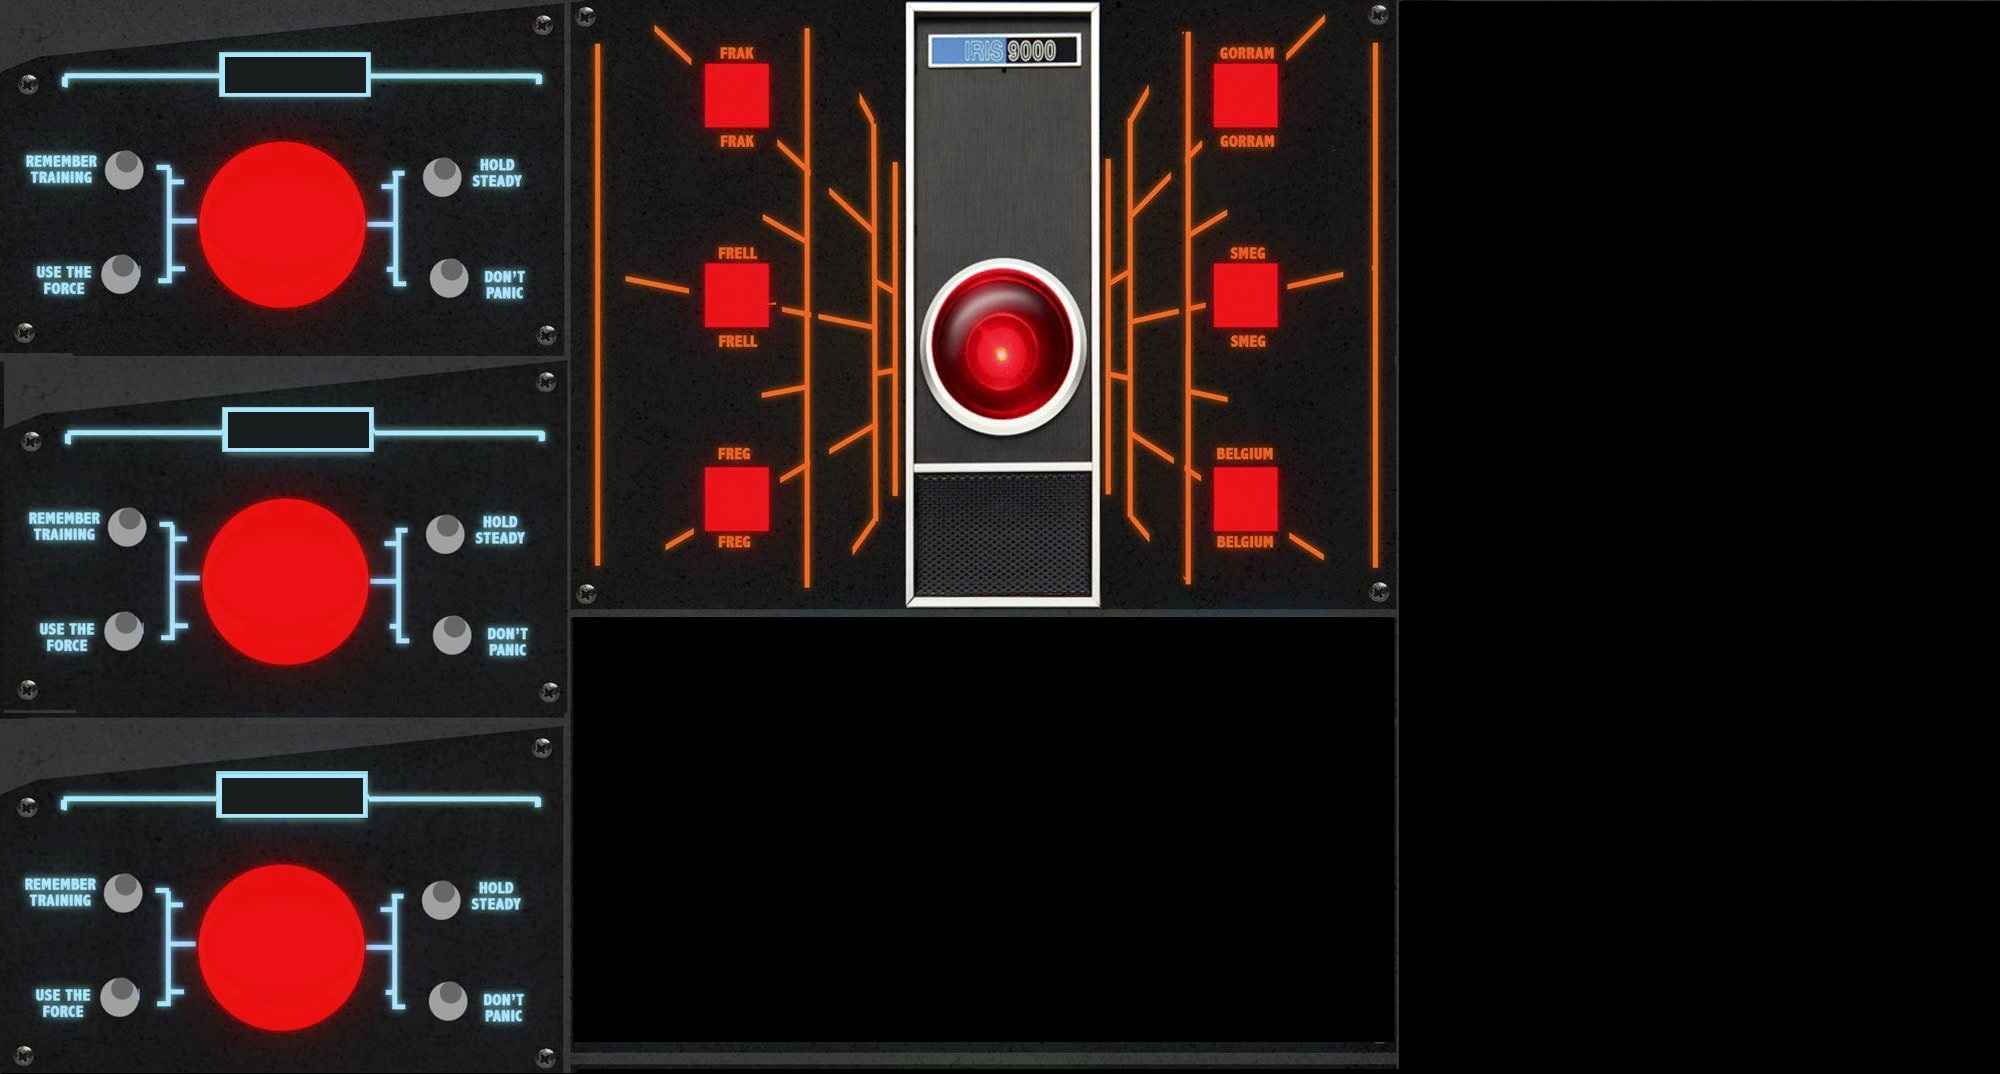 REMEMBER
TRAINING
HOLD
STEADY
USE THE
FORCE
DON'T
PANIC
REMEMBER
TRAINING
HOLD
STEADY
USE THE
FORCE
DON'T
PANIC
REMEMBER
TRAINING
HOLD
STEADY
USE THE
FORCE
DON'T
PANIC
IRIS 9000
FRAK
FRAK
FRELL
FRELL
FREG
FREG
GORRAM
GORRAM
SMEG
SMEG
BELGIUM
BELGIUM